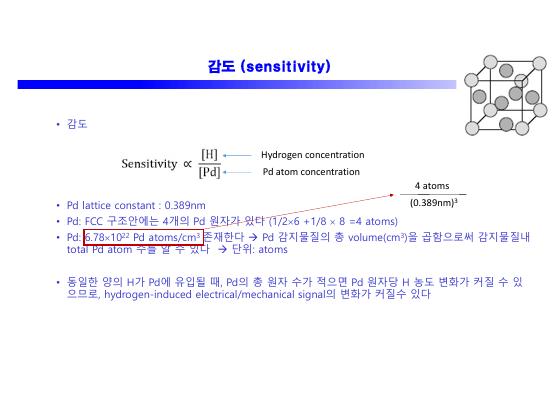 감도 (sensitivity)
• 감도
Sensitivity ∝ [H] / [Pd]
Hydrogen concentration
Pd atom concentration
4 atoms
(0.389nm)³
• Pd lattice constant : 0.389nm
• Pd: FCC 구조안에는 4개의 Pd 원자가 있다 (1/2×6 +1/8 × 8 =4 atoms)
• Pd: 6.78×10²² Pd atoms/cm³ 존재한다 → Pd 감지물질의 총 volume(cm³)을 곱함으로써 감지물질내
total Pd atom 수를 알 수 있다 → 단위: atoms
• 동일한 양의 H가 Pd에 유입될 때, Pd의 총 원자 수가 적으면 Pd 원자당 H 농도 변화가 커질 수 있
으므로, hydrogen-induced electrical/mechanical signal의 변화가 커질수 있다